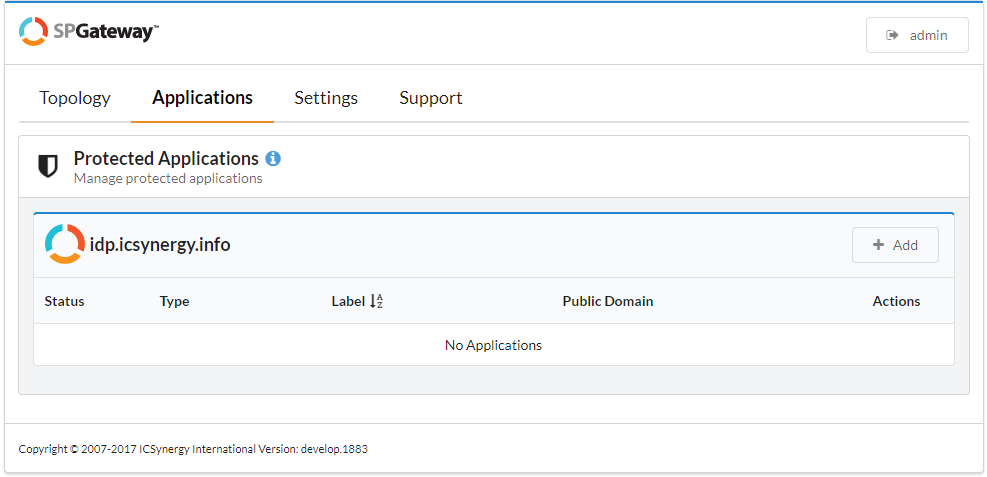 SPGateway™
admin
Topology Applications Settings Support
Protected Applications
Manage protected applications
idp.icsynergy.info
Add
Status Type Label Public Domain Actions
No Applications
Copyright © 2007-2017 ICSynergy International Version: develop.1883